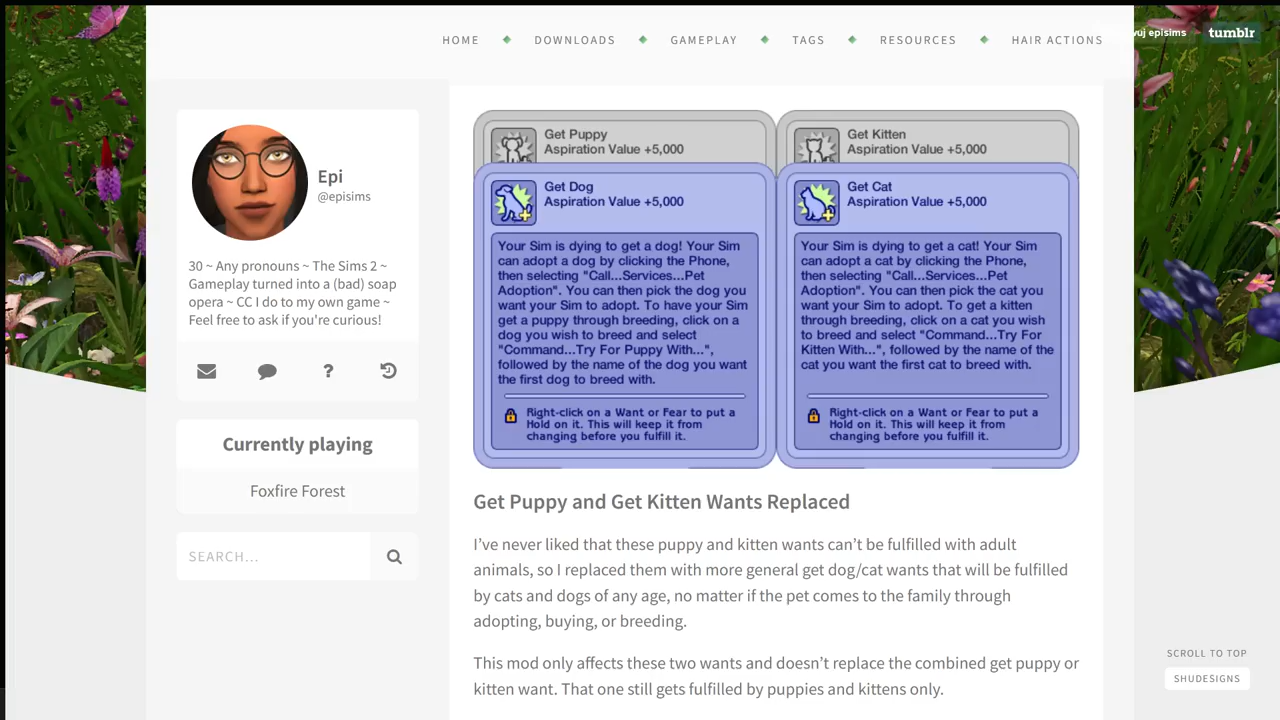 HOME
DOWNLOADS
GAMEPLAY
TAGS
RESOURCES
HAIR ACTIONS
episims
tumblr
Epi
@episims
30 ~ Any pronouns ~ The Sims 2 ~
Gameplay turned into a (bad) soap
opera ~ CC I do to my own game ~
Feel free to ask if you're curious!
Currently playing
Foxfire Forest
SEARCH...
Get Puppy
Aspiration Value +5,000
Get Kitten
Aspiration Value +5,000
Get Dog
Aspiration Value +5,000
Your Sim is dying to get a dog! Your Sim
can adopt a dog by clicking the Phone,
then selecting "Call...Services...Pet
Adoption". You can then pick the dog you
want your Sim to adopt. To have your Sim
get a puppy through breeding, click on a
dog you wish to breed and select
"Command...Try For Puppy With...",
followed by the name of the dog you want
the first dog to breed with.
Right-click on a Want or Fear to put a
Hold on it. This will keep it from
changing before you fulfill it.
Get Cat
Aspiration Value +5,000
Your Sim is dying to get a cat! Your Sim
can adopt a cat by clicking the Phone,
then selecting "Call...Services...Pet
Adoption". You can then pick the cat you
want your Sim to adopt. To get a kitten
through breeding, click on a cat you wish
to breed and select "Command...Try For
Kitten With...", followed by the name of the
cat you want the first cat to breed with.
Right-click on a Want or Fear to put a
Hold on it. This will keep it from
changing before you fulfill it.
Get Puppy and Get Kitten Wants Replaced
I've never liked that these puppy and kitten wants can't be fulfilled with adult
animals, so I replaced them with more general get dog/cat wants that will be fulfilled
by cats and dogs of any age, no matter if the pet comes to the family through
adopting, buying, or breeding.
This mod only affects these two wants and doesn't replace the combined get puppy or
kitten want. That one still gets fulfilled by puppies and kittens only.
SCROLL TO TOP
SHUDESIGNS